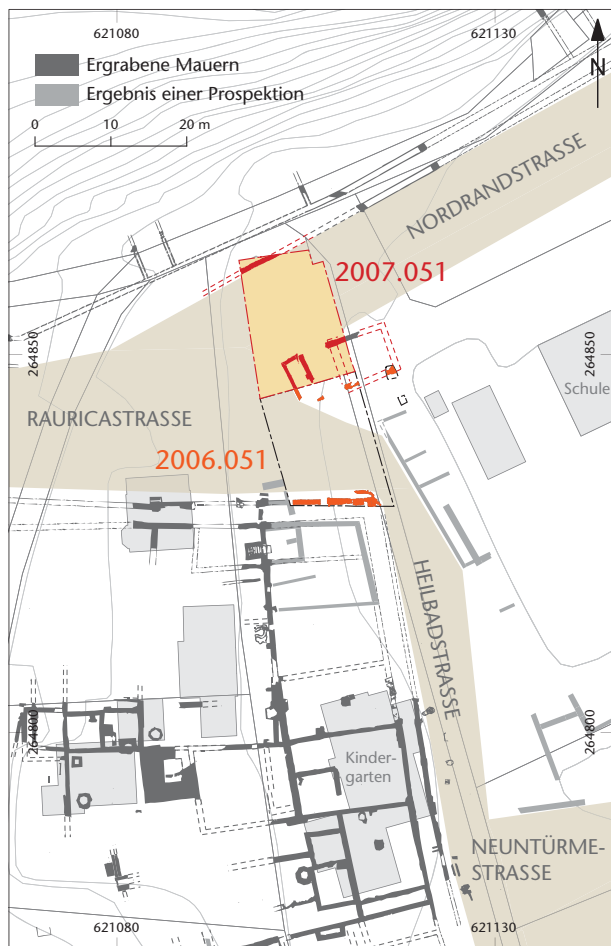 621080
621130
Ergrabene Mauern
Ergebnis einer Prospektion
0 10 20 m
N
NORDRANDSTRASSE
2007.051
264850
264850
Schule
RAURICASTRASSE
2006.051
HEILBADSTRASSE
264800
264800
Kinder-
garten
NEUNTÜRME-
STRASSE
621080
621130